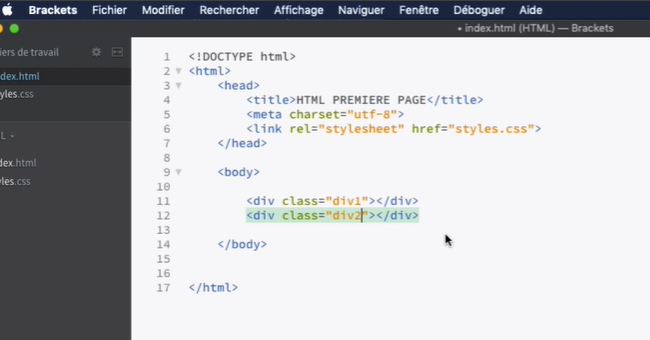 Brackets Fichier Modifier Rechercher Affichage Naviguer Fenêtre Déboguer Aide
• index.html (HTML) — Brackets
iers de travail
dex.html
yles.css
L
dex.html
yles.css
1 <!DOCTYPE html>
2 <html>
3 <head>
4 <title>HTML PREMIERE PAGE</title>
5 <meta charset="utf-8">
6 <link rel="stylesheet" href="styles.css">
7 </head>
8
9 <body>
10
11 <div class="div1"></div>
12 <div class="div2"></div>
13
14 </body>
15
16
17 </html>